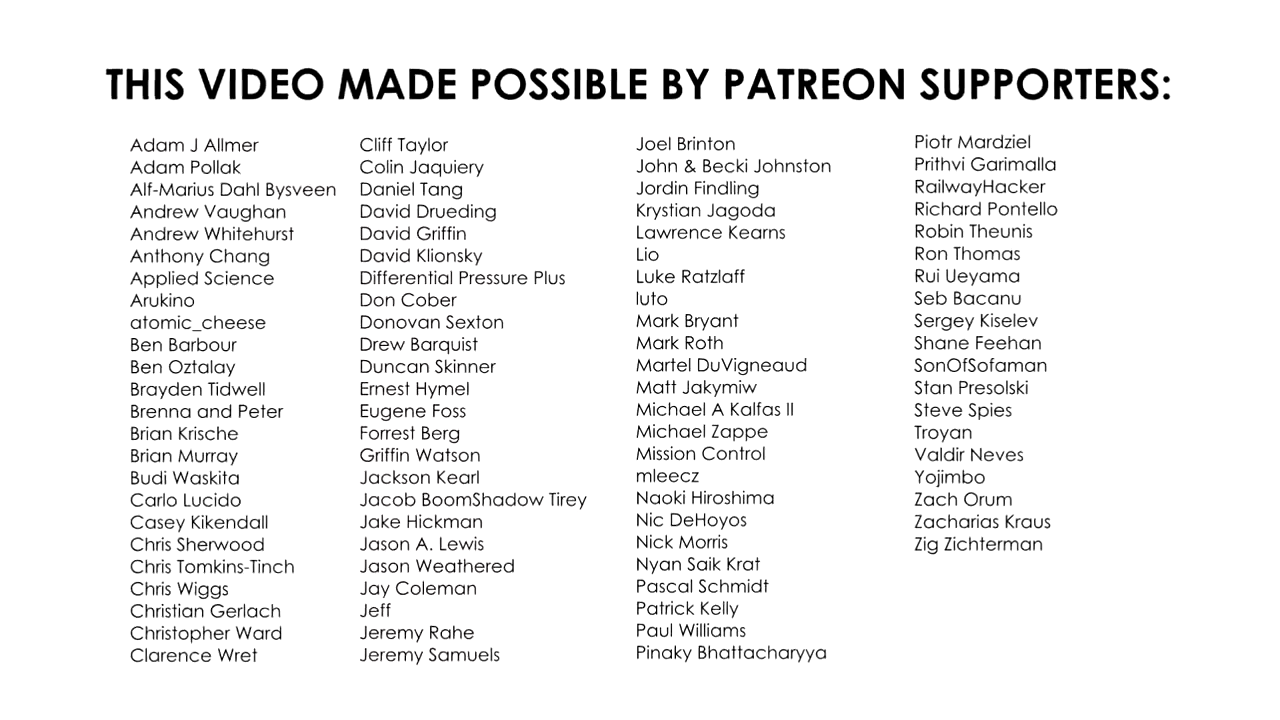 THIS VIDEO MADE POSSIBLE BY PATREON SUPPORTERS:
Adam J Allmer
Adam Pollak
Alf-Marius Dahl Bysveen
Andrew Vaughan
Andrew Whitehurst
Anthony Chang
Applied Science
Arukino
atomic_cheese
Ben Barbour
Ben Oztalay
Brayden Tidwell
Brenna and Peter
Brian Krische
Brian Murray
Budi Waskita
Carlo Lucido
Casey Kikendall
Chris Sherwood
Chris Tomkins-Tinch
Chris Wiggs
Christian Gerlach
Christopher Ward
Clarence Wret
Cliff Taylor
Colin Jaquiery
Daniel Tang
David Drueding
David Griffin
David Klionsky
Differential Pressure Plus
Don Cober
Donovan Sexton
Drew Barquist
Duncan Skinner
Ernest Hymel
Eugene Foss
Forrest Berg
Griffin Watson
Jackson Kearl
Jacob BoomShadow Tirey
Jake Hickman
Jason A. Lewis
Jason Weathered
Jay Coleman
Jeff
Jeremy Rahe
Jeremy Samuels
Joel Brinton
John & Becki Johnston
Jordin Findling
Krystian Jagoda
Lawrence Kearns
Lio
Luke Ratzlaff
luto
Mark Bryant
Mark Roth
Martel DuVigneaud
Matt Jakymiw
Michael A Kalfas II
Michael Zappe
Mission Control
mleecz
Naoki Hiroshima
Nic DeHoyos
Nick Morris
Nyan Saik Krat
Pascal Schmidt
Patrick Kelly
Paul Williams
Pinaky Bhattacharyya
Piotr Mardziel
Prithvi Garimalla
RailwayHacker
Richard Pontello
Robin Theunis
Ron Thomas
Rui Ueyama
Seb Bacanu
Sergey Kiselev
Shane Feehan
SonOfSofaman
Stan Presolski
Steve Spies
Troyan
Valdir Neves
Yojimbo
Zach Orum
Zacharias Kraus
Zig Zichterman